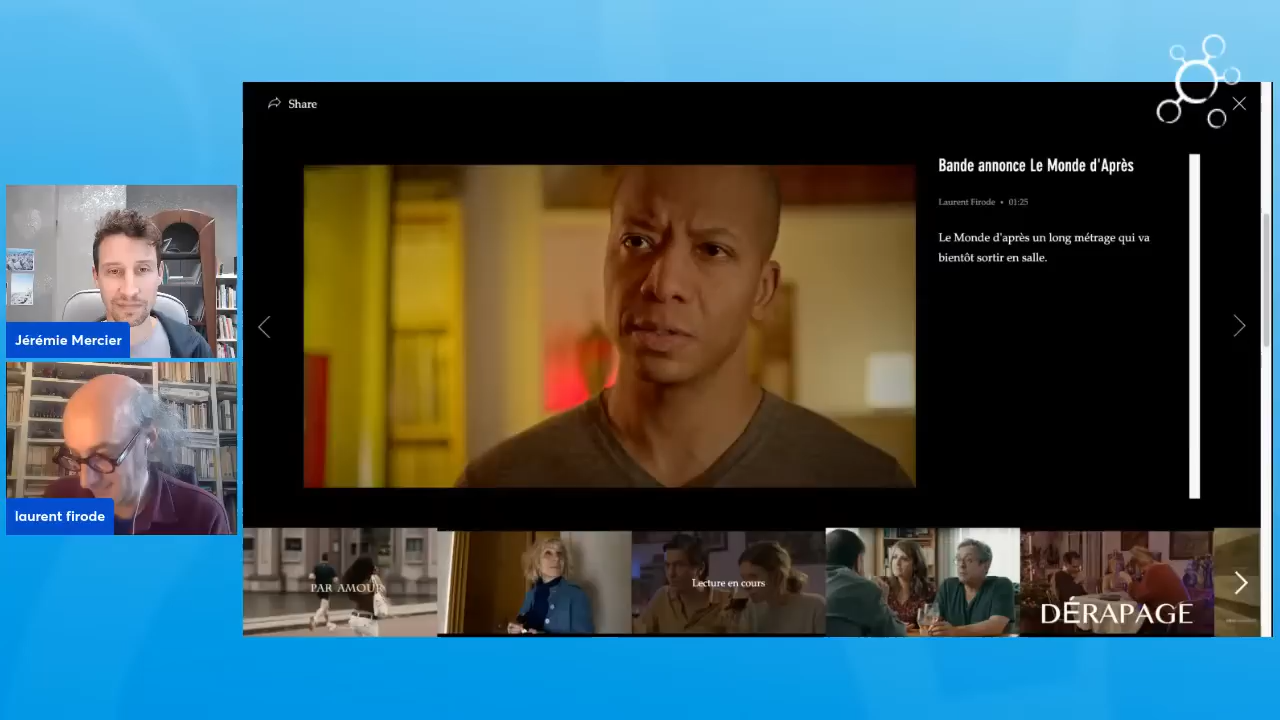 Share
Bande annonce Le Monde d'Après
Laurent Firode • 01:25
Le Monde d'après un long métrage qui va
bientôt sortir en salle.
Jérémie Mercier
laurent firode
PAR AMOUR
Lecture en cours
DÉRAPAGE